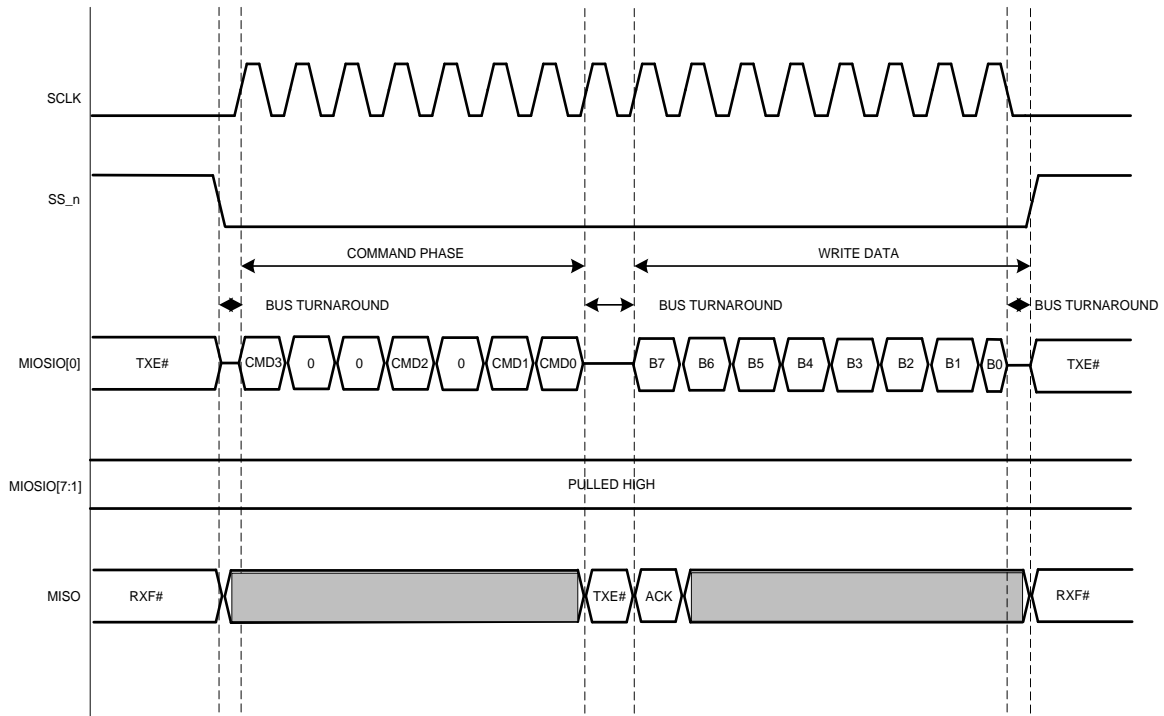 SCLK
SS_n
COMMAND PHASE WRITE DATA
BUS TURNAROUND BUS TURNAROUND BUS TURNAROUND
MIOSIO[0] TXE# CMD3 0 0 CMD2 0 CMD1 CMD0 B7 B6 B5 B4 B3 B2 B1 B0 TXE#
MIOSIO[7:1] PULLED HIGH
MISO RXF# TXE# ACK RXF#